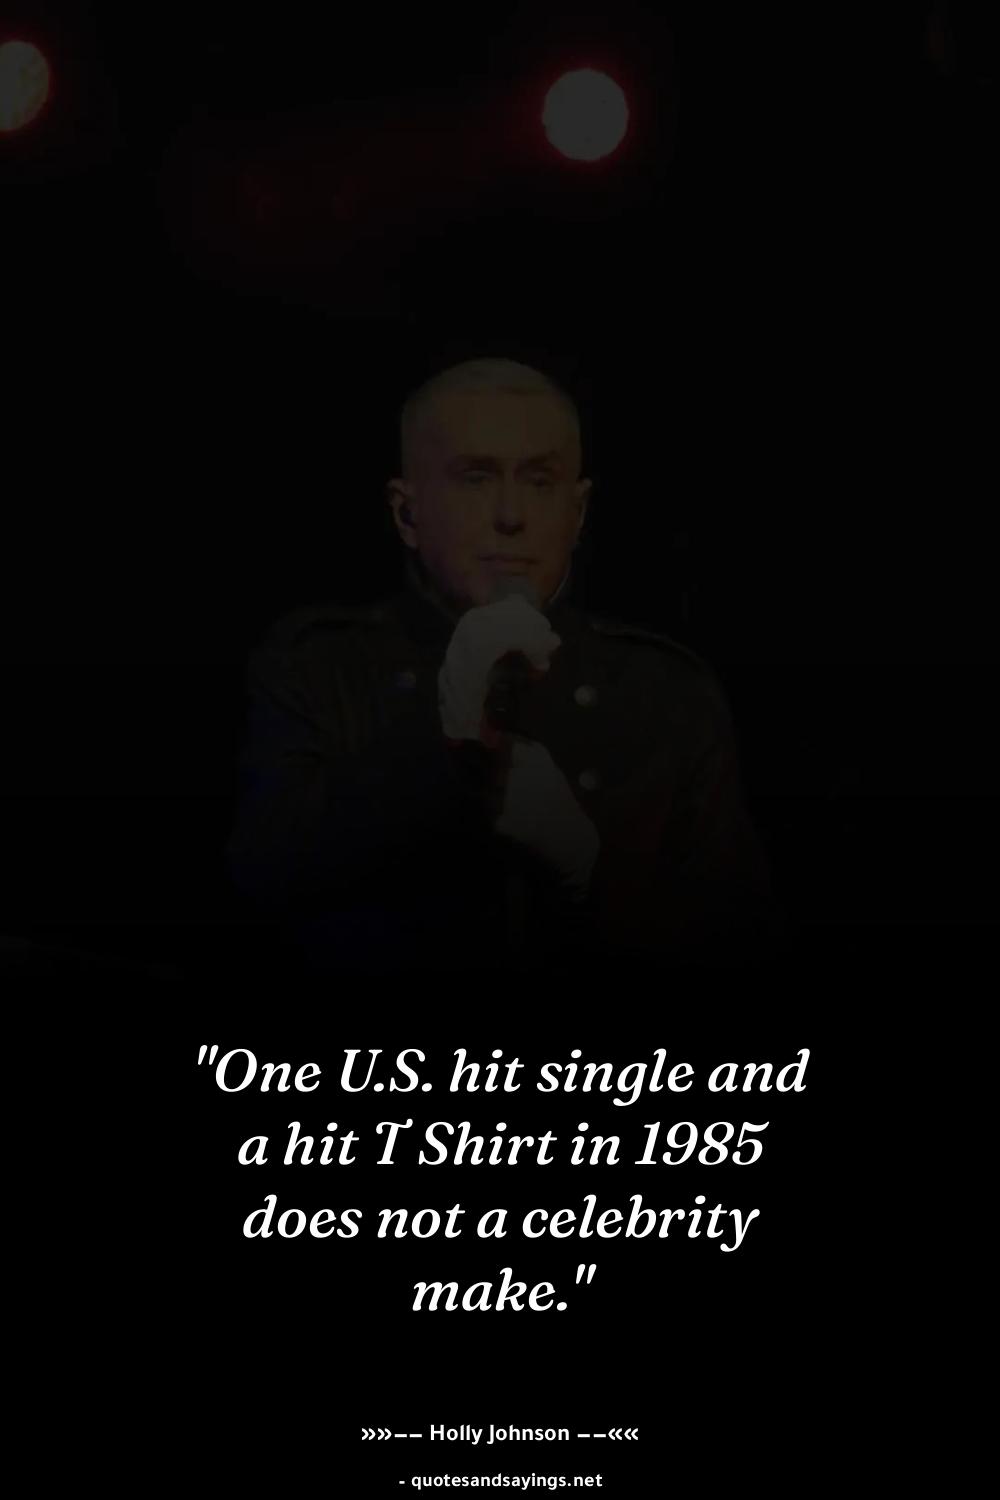 "One U.S. hit single and
a hit T Shirt in 1985
does not a celebrity
make."
»»−− Holly Johnson −−««
- quotesandsayings.net